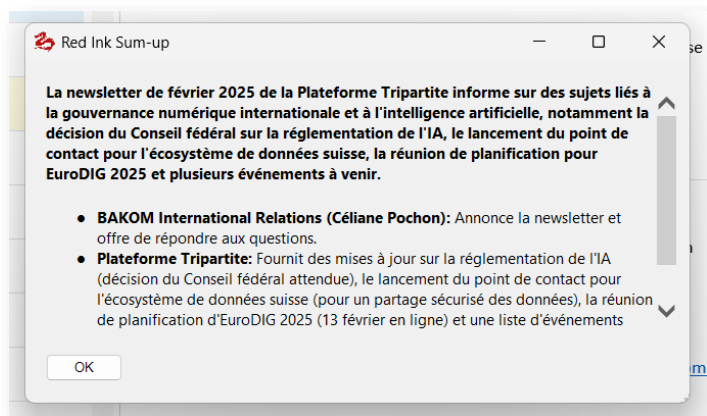 Red Ink Sum-up
se
La newsletter de février 2025 de la Plateforme Tripartite informe sur des sujets liés à
la gouvernance numérique internationale et à l'intelligence artificielle, notamment la
décision du Conseil fédéral sur la réglementation de l'IA, le lancement du point de
contact pour l'écosystème de données suisse, la réunion de planification pour
EuroDIG 2025 et plusieurs événements à venir.
● BAKOM International Relations (Céliane Pochon): Annonce la newsletter et
offre de répondre aux questions.
● Plateforme Tripartite: Fournit des mises à jour sur la réglementation de l'IA
(décision du Conseil fédéral attendue), le lancement du point de contact pour
l'écosystème de données suisse (pour un partage sécurisé des données), la réunion
de planification d'EuroDIG 2025 (13 février en ligne) et une liste d'événements
OK
om